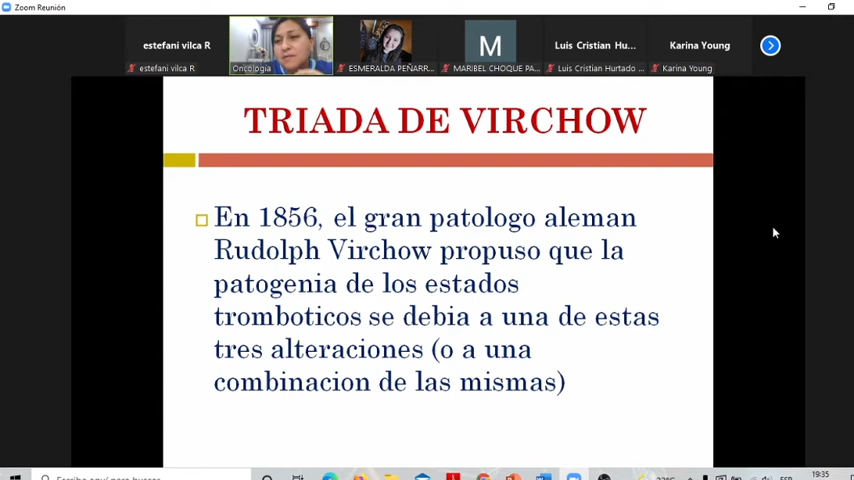 Zoom Reunión
estefani vilca R
M
Luis Cristian Hu...
Karina Young
estefani vilca R
Oncología
ESMERALDA PEÑARR...
MARIBEL CHOQUE PA...
Luis Cristian Hurtado ...
Karina Young
TRIADA DE VIRCHOW
En 1856, el gran patologo aleman
Rudolph Virchow propuso que la
patogenia de los estados
tromboticos se debia a una de estas
tres alteraciones (o a una
combinacion de las mismas)
19:35